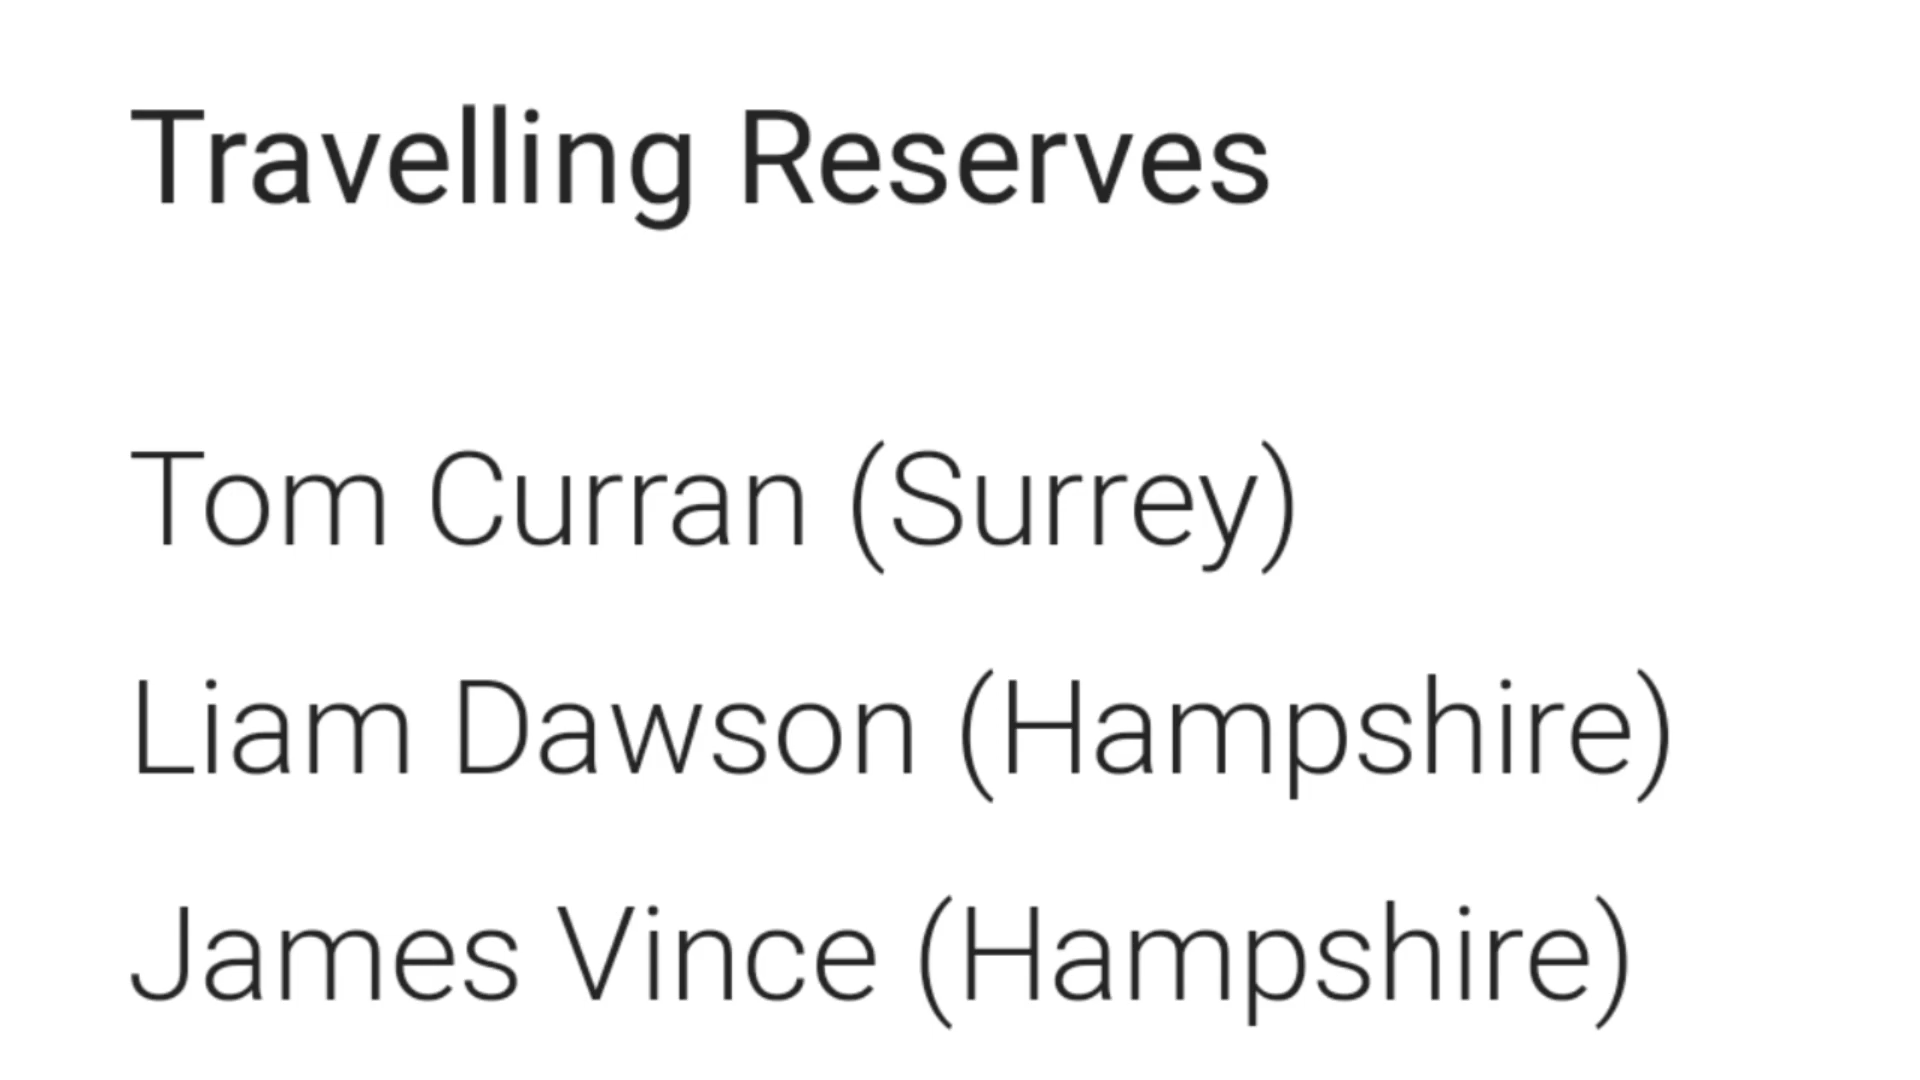 Travelling Reserves
Tom Curran (Surrey)
Liam Dawson (Hampshire)
James Vince (Hampshire)